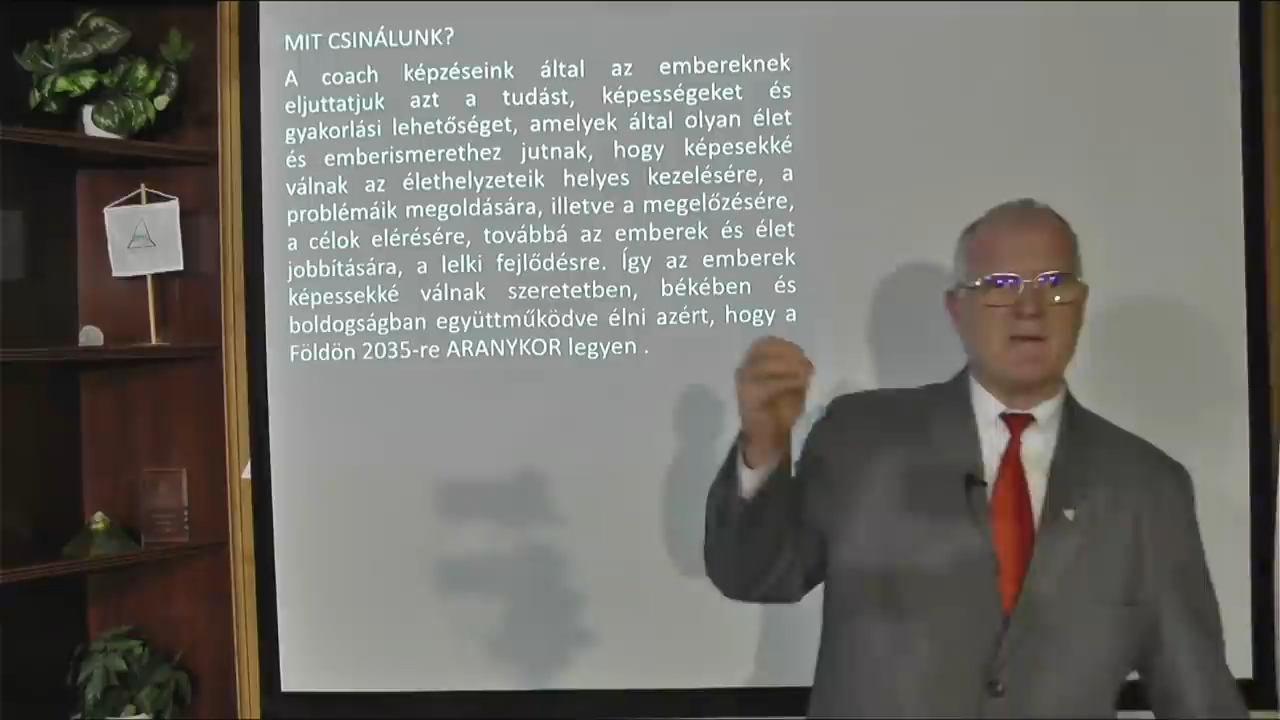 MIT CSINÁLUNK?
A coach képzéseink által az embereknek
eljuttatjuk azt a tudást, képességeket és
gyakorlási lehetőséget, amelyek által olyan élet
és emberismerethez jutnak, hogy képesekké
válnak az élethelyzeteik helyes kezelésére, a
problémáik megoldására, illetve a megelőzésére,
a célok elérésére, továbbá az emberek és élet
jobbítására, a lelki fejlődésre. Így az emberek
képessekké válnak szeretetben, békében és
boldogságban együttműködve élni azért, hogy a
Földön 2035-re ARANYKOR legyen .